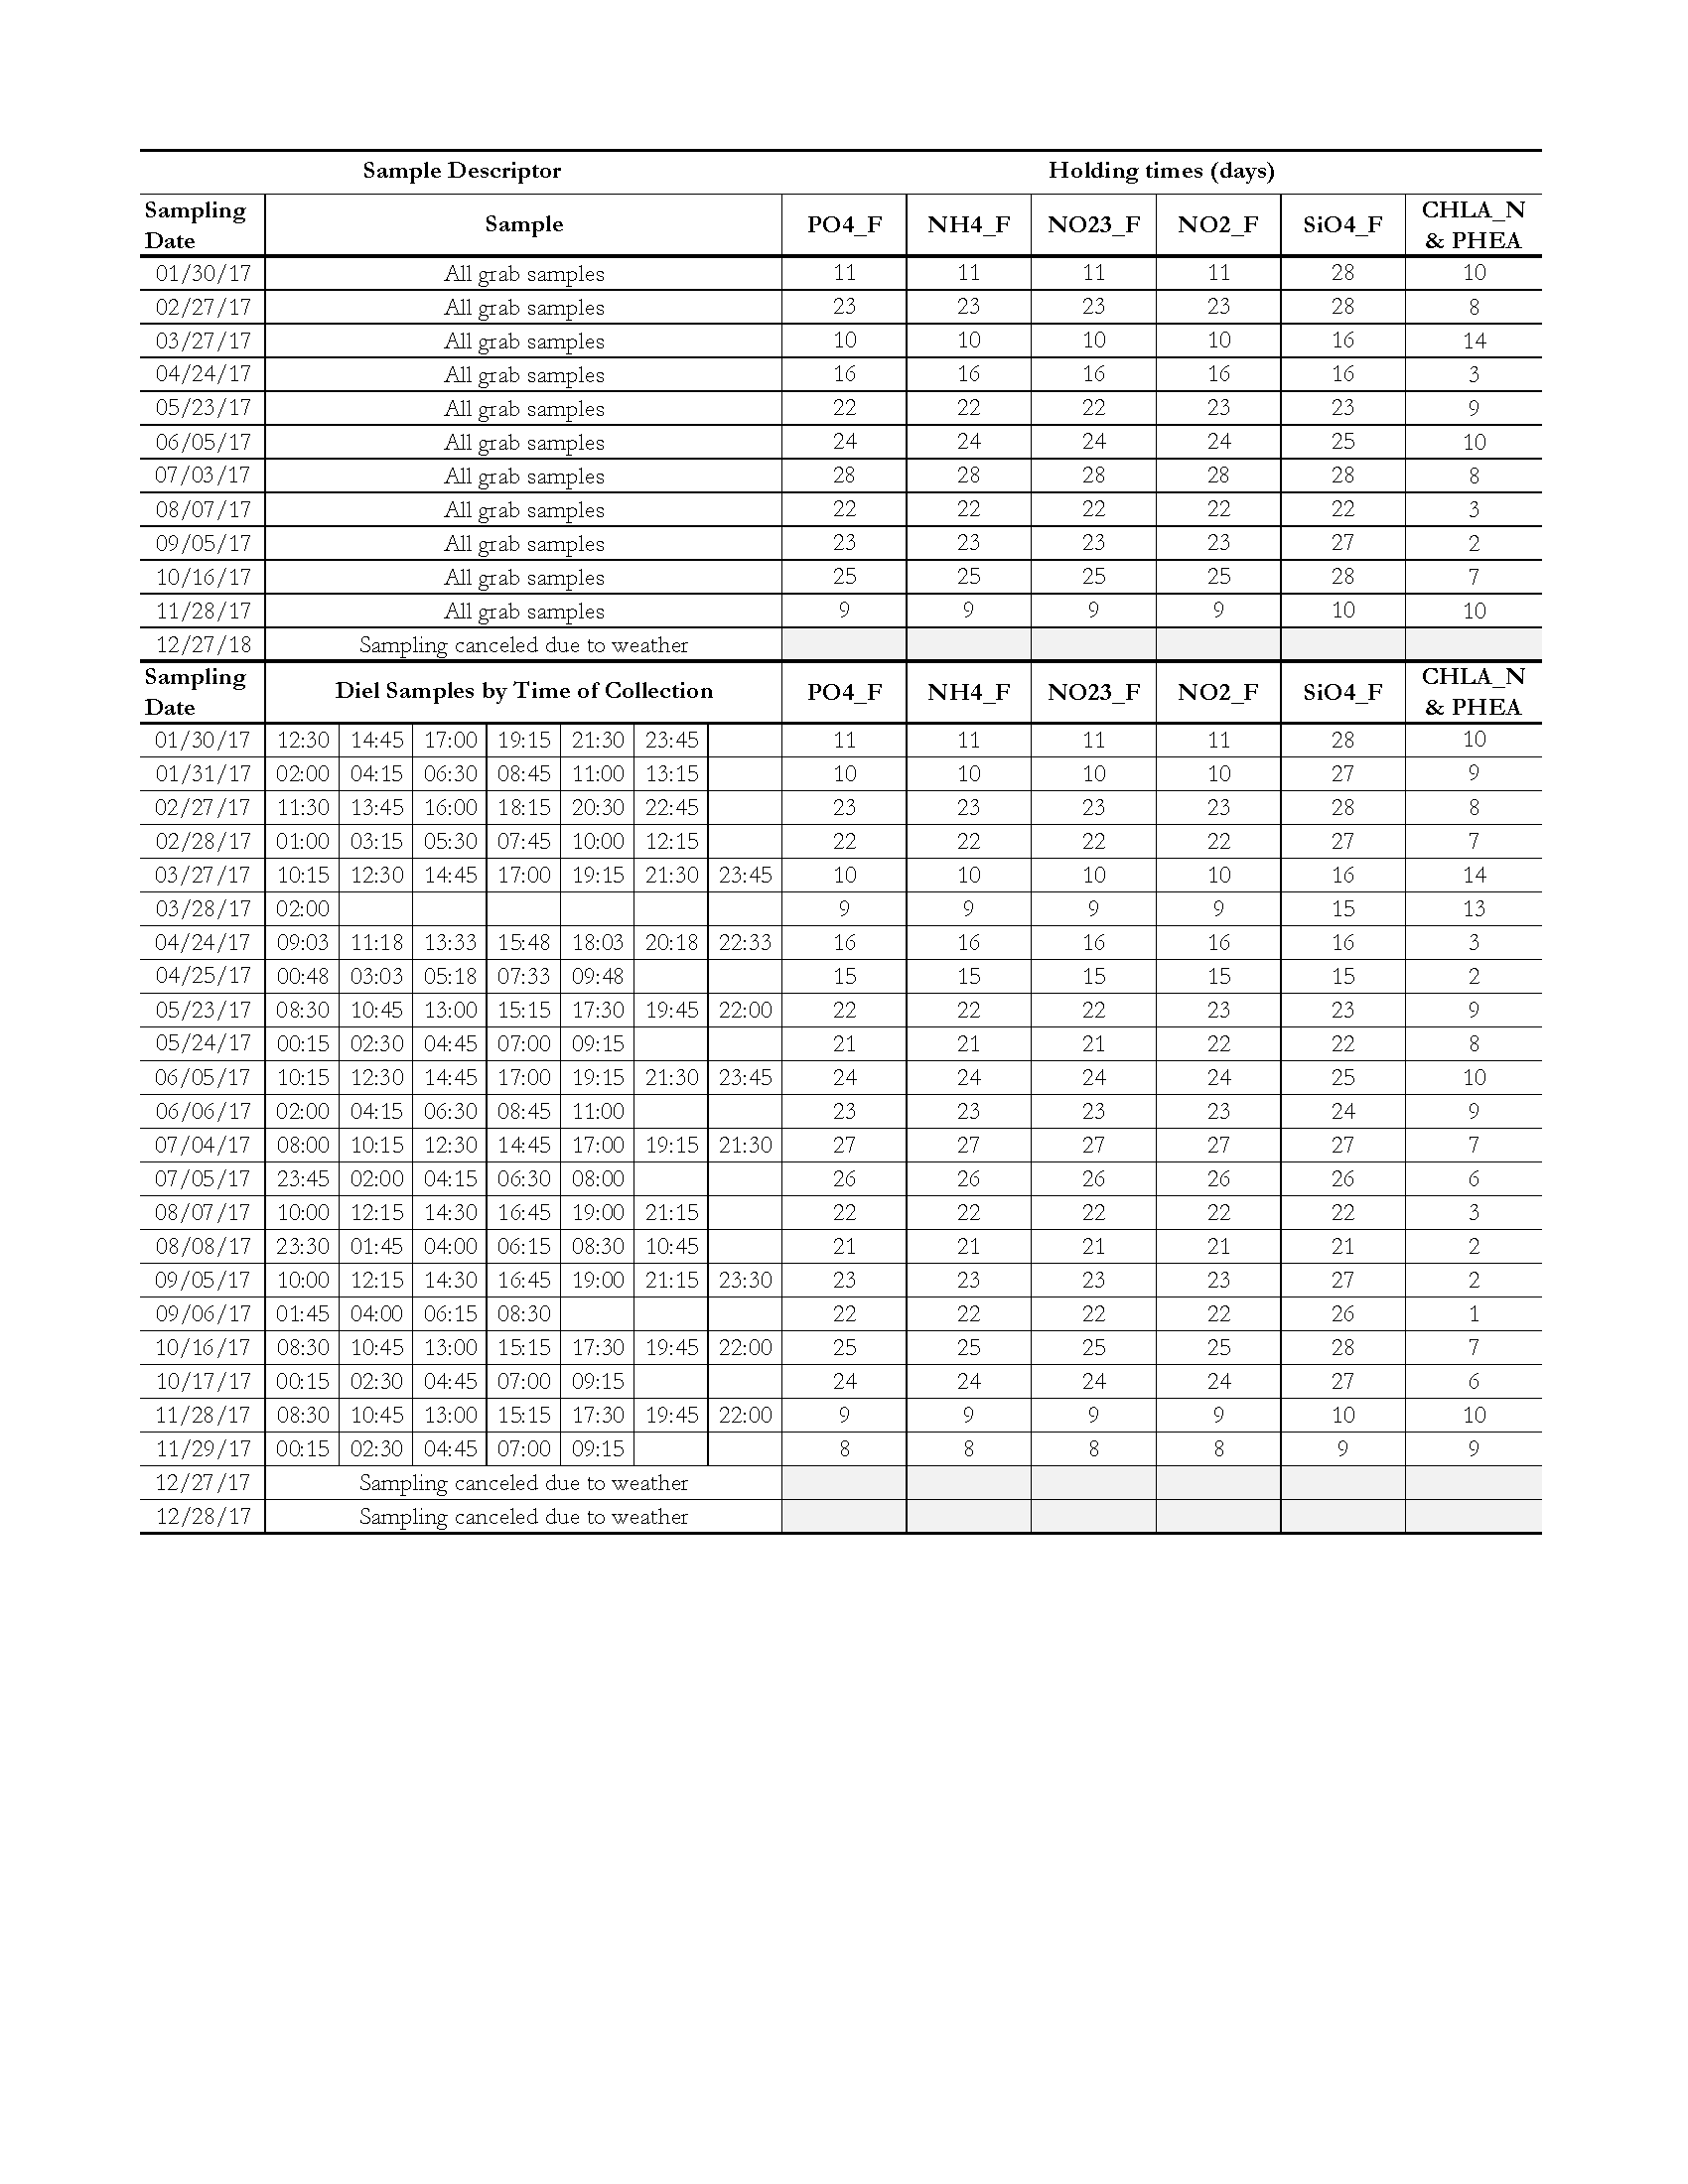 Sample Descriptor Holding times (days)
Sampling Date Sample PO4_F NH4_F NO23_F NO2_F SiO4_F CHLA_N & PHEA
01/30/17 All grab samples 11 11 11 11 28 10
02/27/17 All grab samples 23 23 23 23 28 8
03/27/17 All grab samples 10 10 10 10 16 14
04/24/17 All grab samples 16 16 16 16 16 3
05/23/17 All grab samples 22 22 22 23 23 9
06/05/17 All grab samples 24 24 24 24 25 10
07/03/17 All grab samples 28 28 28 28 28 8
08/07/17 All grab samples 22 22 22 22 22 3
09/05/17 All grab samples 23 23 23 23 27 2
10/16/17 All grab samples 25 25 25 25 28 7
11/28/17 All grab samples 9 9 9 9 10 10
12/27/18 Sampling canceled due to weather
Sampling Date Diel Samples by Time of Collection PO4_F NH4_F NO23_F NO2_F SiO4_F CHLA_N & PHEA
01/30/17 12:30 14:45 17:00 19:15 21:30 23:45 11 11 11 11 28 10
01/31/17 02:00 04:15 06:30 08:45 11:00 13:15 10 10 10 10 27 9
02/27/17 11:30 13:45 16:00 18:15 20:30 22:45 23 23 23 23 28 8
02/28/17 01:00 03:15 05:30 07:45 10:00 12:15 22 22 22 22 27 7
03/27/17 10:15 12:30 14:45 17:00 19:15 21:30 23:45 10 10 10 10 16 14
03/28/17 02:00 9 9 9 9 15 13
04/24/17 09:03 11:18 13:33 15:48 18:03 20:18 22:33 16 16 16 16 16 3
04/25/17 00:48 03:03 05:18 07:33 09:48 15 15 15 15 15 2
05/23/17 08:30 10:45 13:00 15:15 17:30 19:45 22:00 22 22 22 23 23 9
05/24/17 00:15 02:30 04:45 07:00 09:15 21 21 21 22 22 8
06/05/17 10:15 12:30 14:45 17:00 19:15 21:30 23:45 24 24 24 24 25 10
06/06/17 02:00 04:15 06:30 08:45 11:00 23 23 23 23 24 9
07/04/17 08:00 10:15 12:30 14:45 17:00 19:15 21:30 27 27 27 27 27 7
07/05/17 23:45 02:00 04:15 06:30 08:00 26 26 26 26 26 6
08/07/17 10:00 12:15 14:30 16:45 19:00 21:15 22 22 22 22 22 3
08/08/17 23:30 01:45 04:00 06:15 08:30 10:45 21 21 21 21 21 2
09/05/17 10:00 12:15 14:30 16:45 19:00 21:15 23:30 23 23 23 23 27 2
09/06/17 01:45 04:00 06:15 08:30 22 22 22 22 26 1
10/16/17 08:30 10:45 13:00 15:15 17:30 19:45 22:00 25 25 25 25 28 7
10/17/17 00:15 02:30 04:45 07:00 09:15 24 24 24 24 27 6
11/28/17 08:30 10:45 13:00 15:15 17:30 19:45 22:00 9 9 9 9 10 10
11/29/17 00:15 02:30 04:45 07:00 09:15 8 8 8 8 9 9
12/27/17 Sampling canceled due to weather
12/28/17 Sampling canceled due to weather